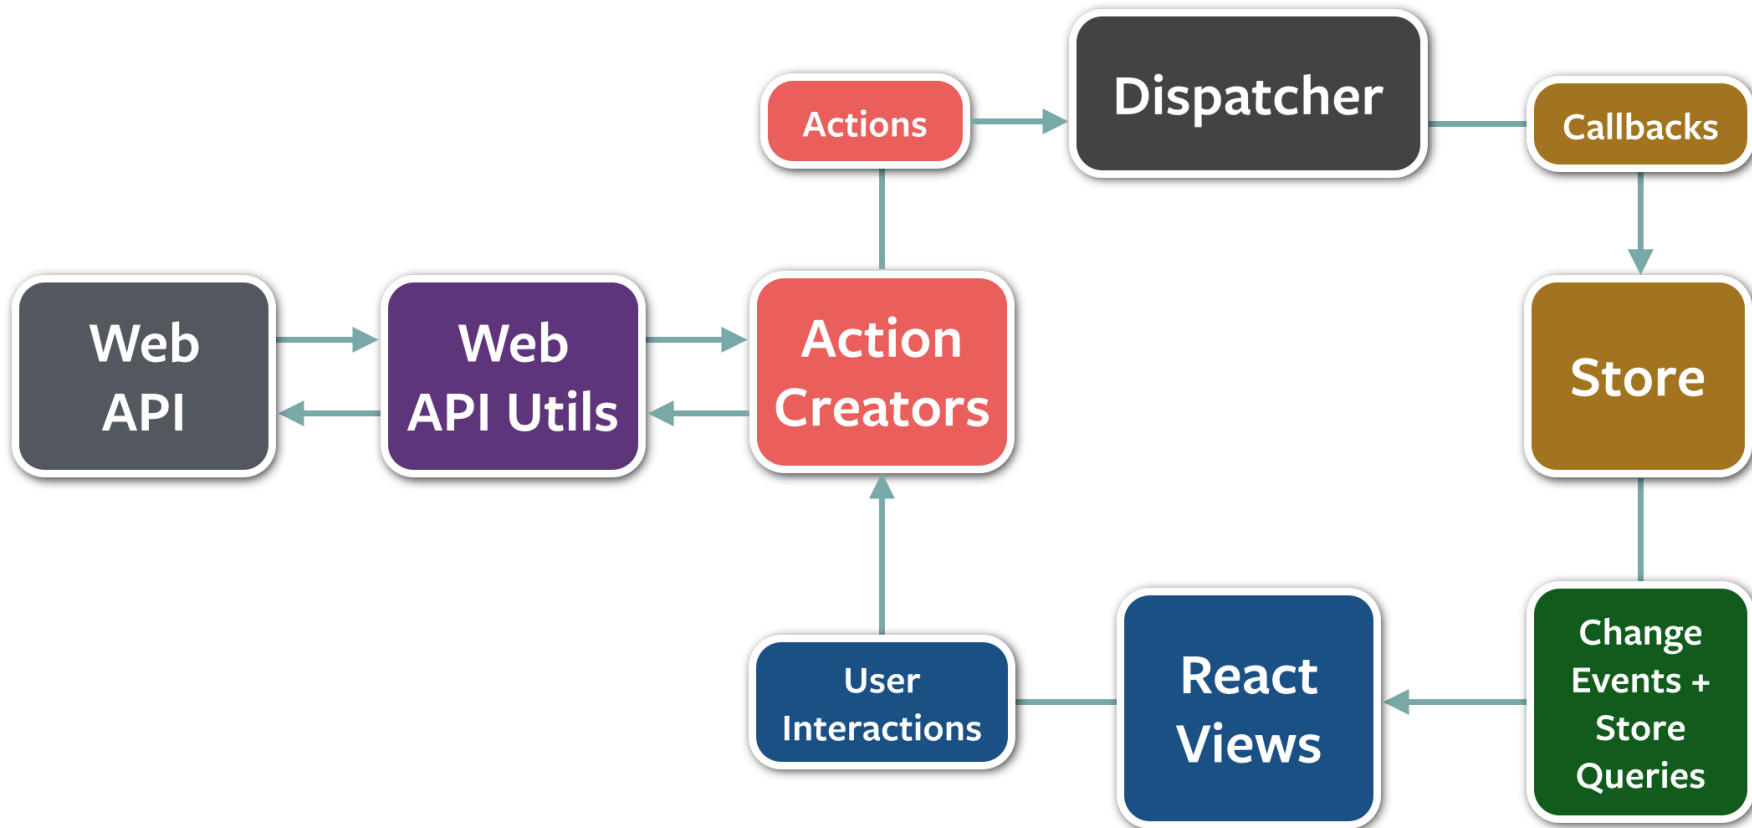 Actions
Dispatcher
Callbacks
Web
API
Web
API Utils
Action
Creators
Store
User
Interactions
React
Views
Change
Events +
Store
Queries